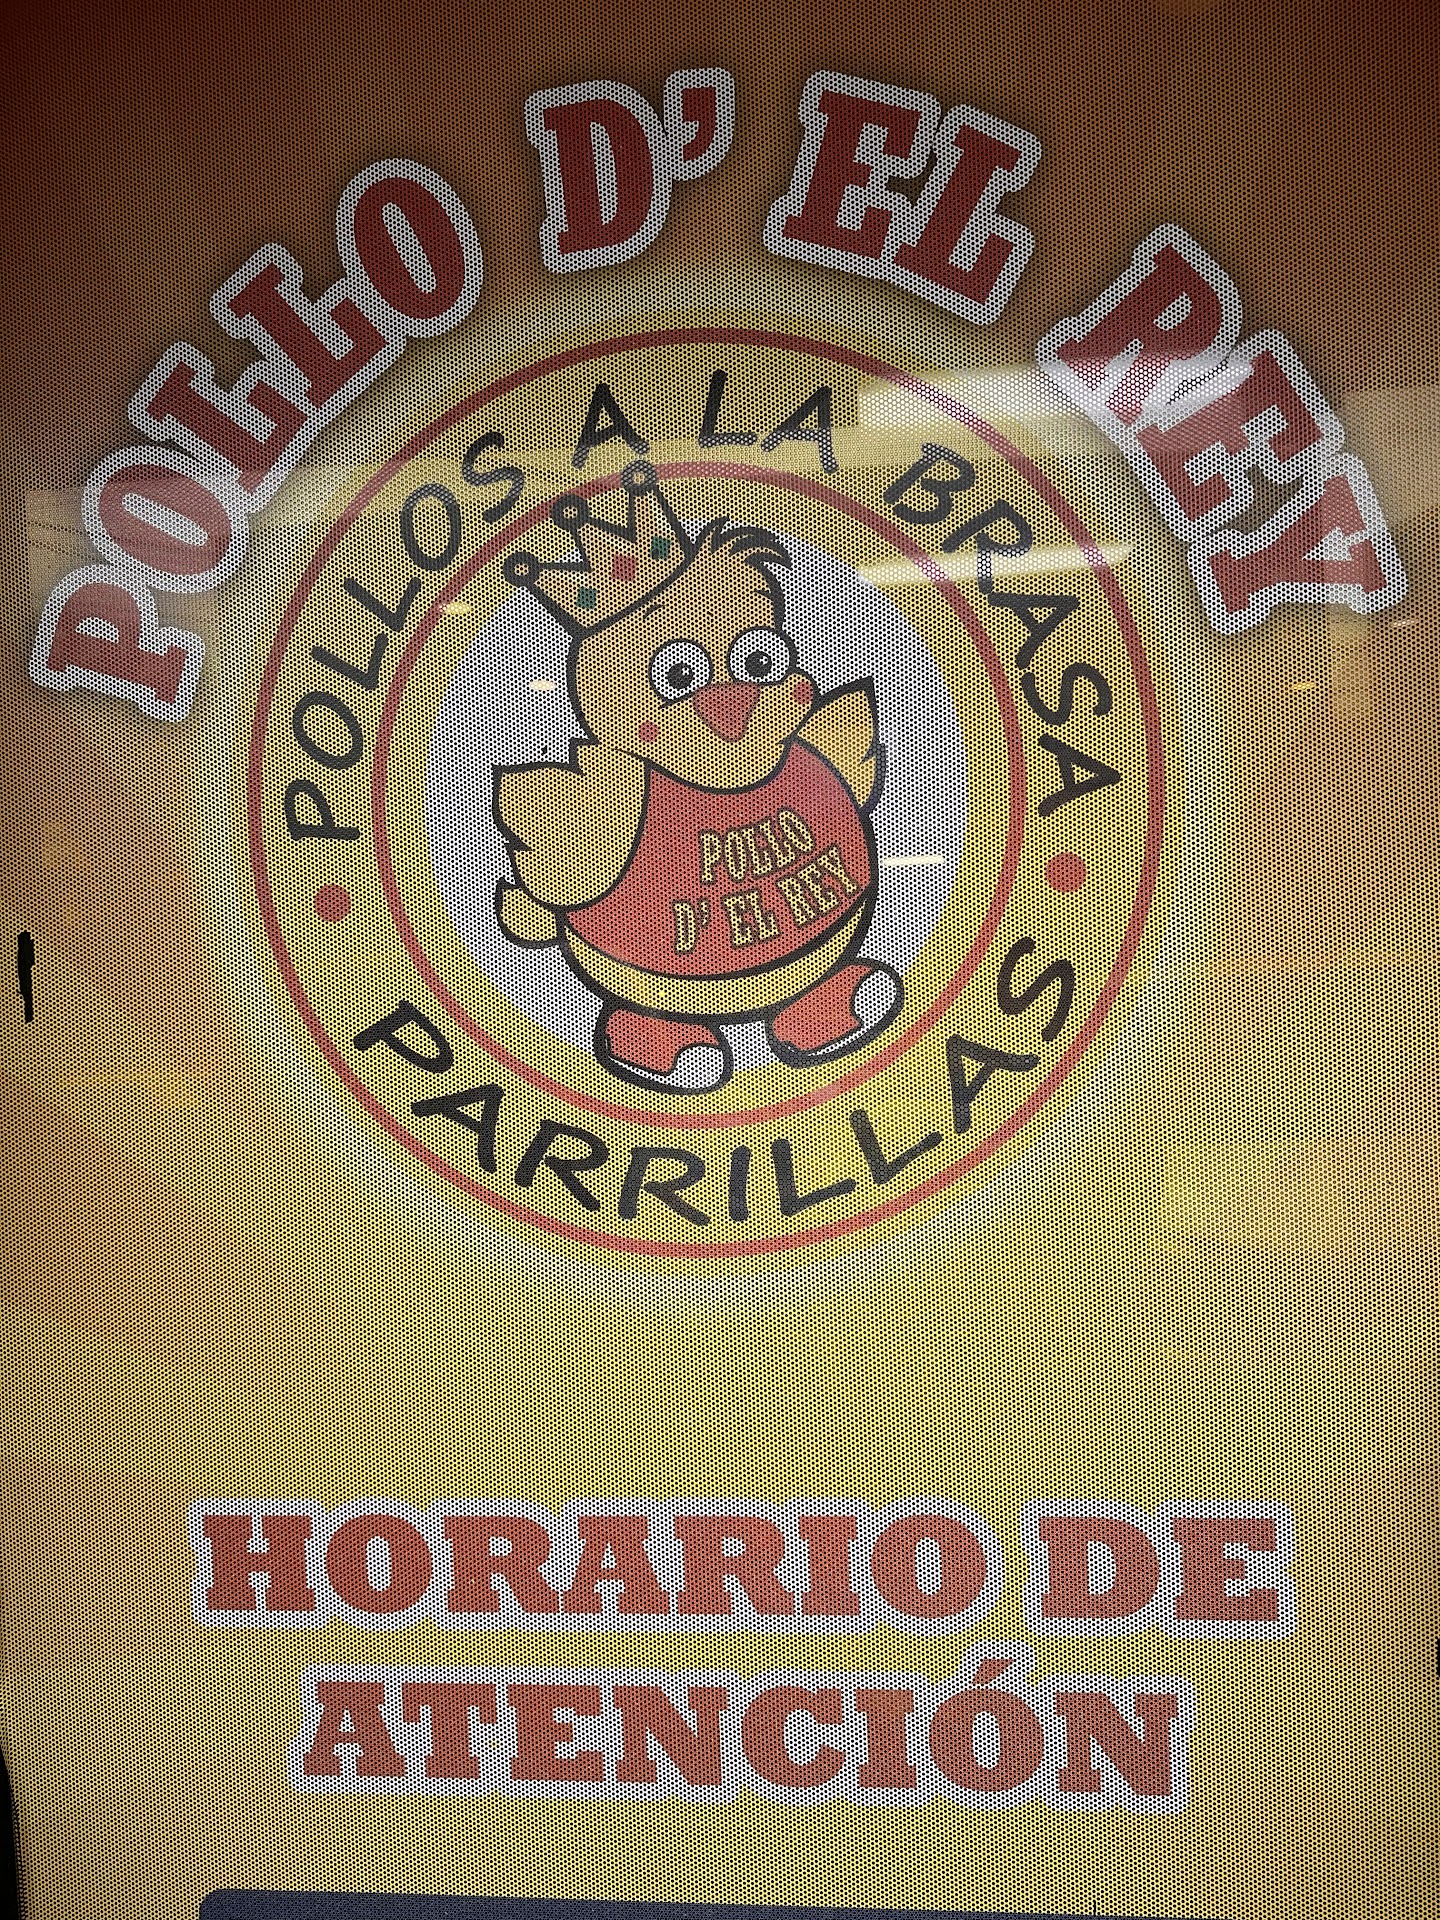 POLLO D' EL REY
POLLOS A LA BRASA
POLLO
D' EL REY
PARRILLAS
HORARIO DE
ATENCIÓN